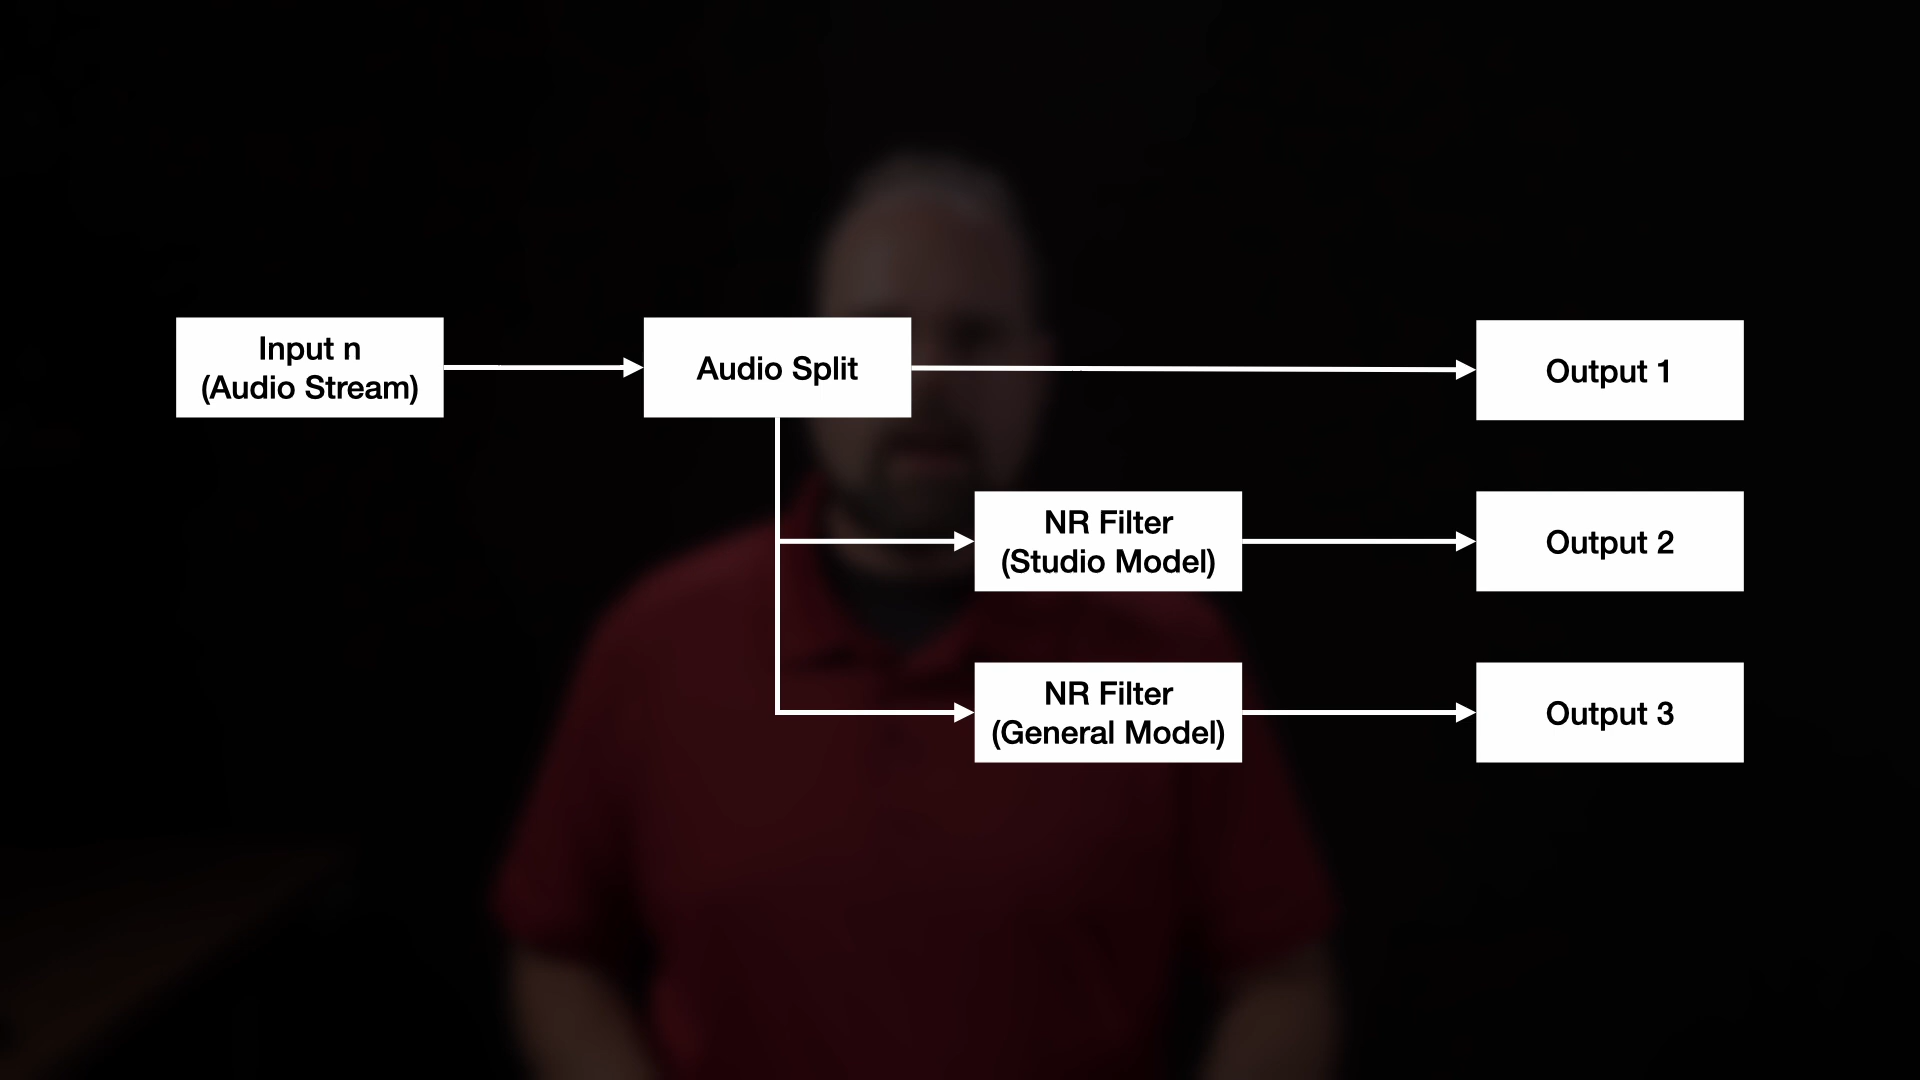 Input n
(Audio Stream)
Audio Split
Output 1
NR Filter
(Studio Model)
Output 2
NR Filter
(General Model)
Output 3